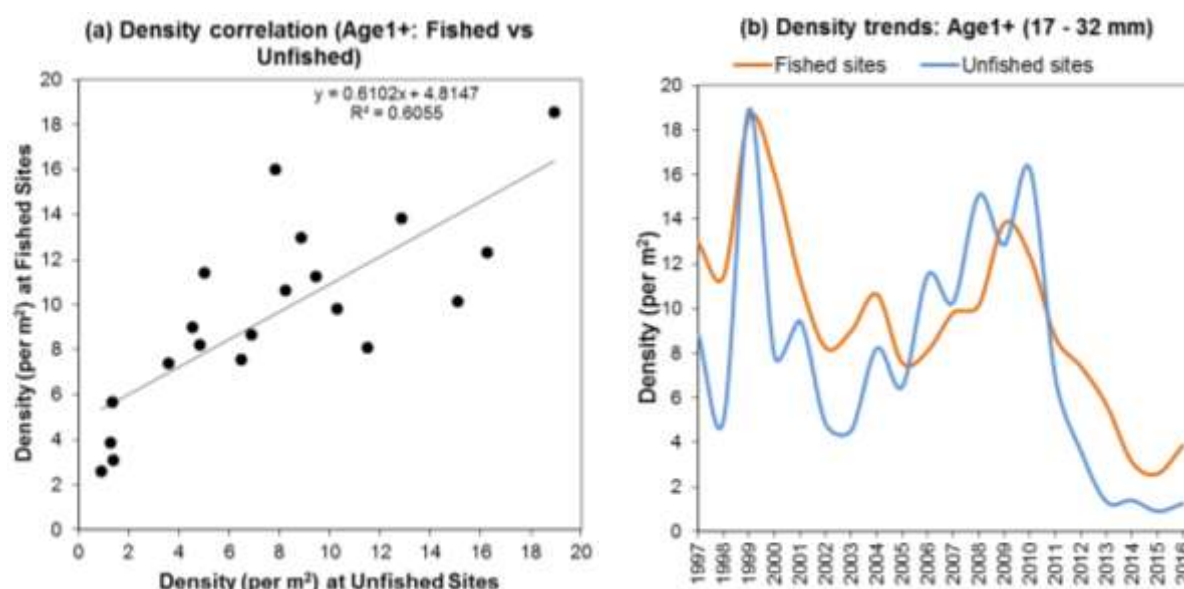 (a) Density correlation (Age1+: Fished vs
Unfished)
y = 0.6102x + 4.8147
R² = 0.6055
20
18
16
14
12
10
8
6
4
2
0
Density (per m²) at Fished Sites
0 2 4 6 8 10 12 14 16 18 20
Density (per m²) at Unfished Sites
(b) Density trends: Age1+ (17 - 32 mm)
Fished sites Unfished sites
20
18
16
14
12
10
8
6
4
2
0
Density (per m²)
1997 1998 1999 2000 2001 2002 2003 2004 2005 2006 2007 2008 2009 2010 2011 2012 2013 2014 2015 2016